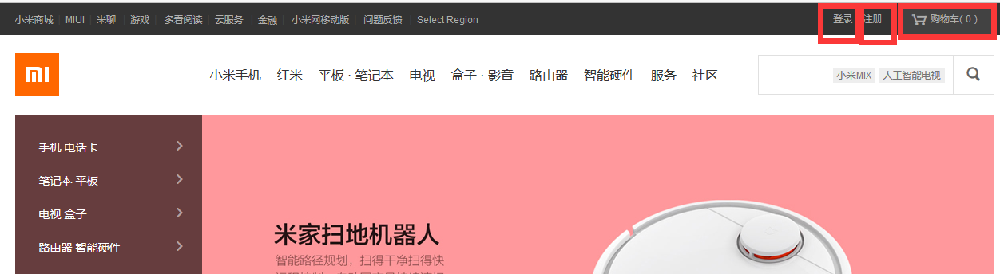 小米商城 | MIUI | 米聊 | 游戏 | 多看阅读 | 云服务 | 金融 | 小米网移动版 | 问题反馈 | Select Region 登录 注册 购物车( 0 )
mi 小米手机 红米 平板 · 笔记本 电视 盒子 · 影音 路由器 智能硬件 服务 社区 小米MIX 人工智能电视
手机 电话卡
笔记本 平板
电视 盒子
路由器 智能硬件
米家扫地机器人
智能路径规划，扫得干净扫得快